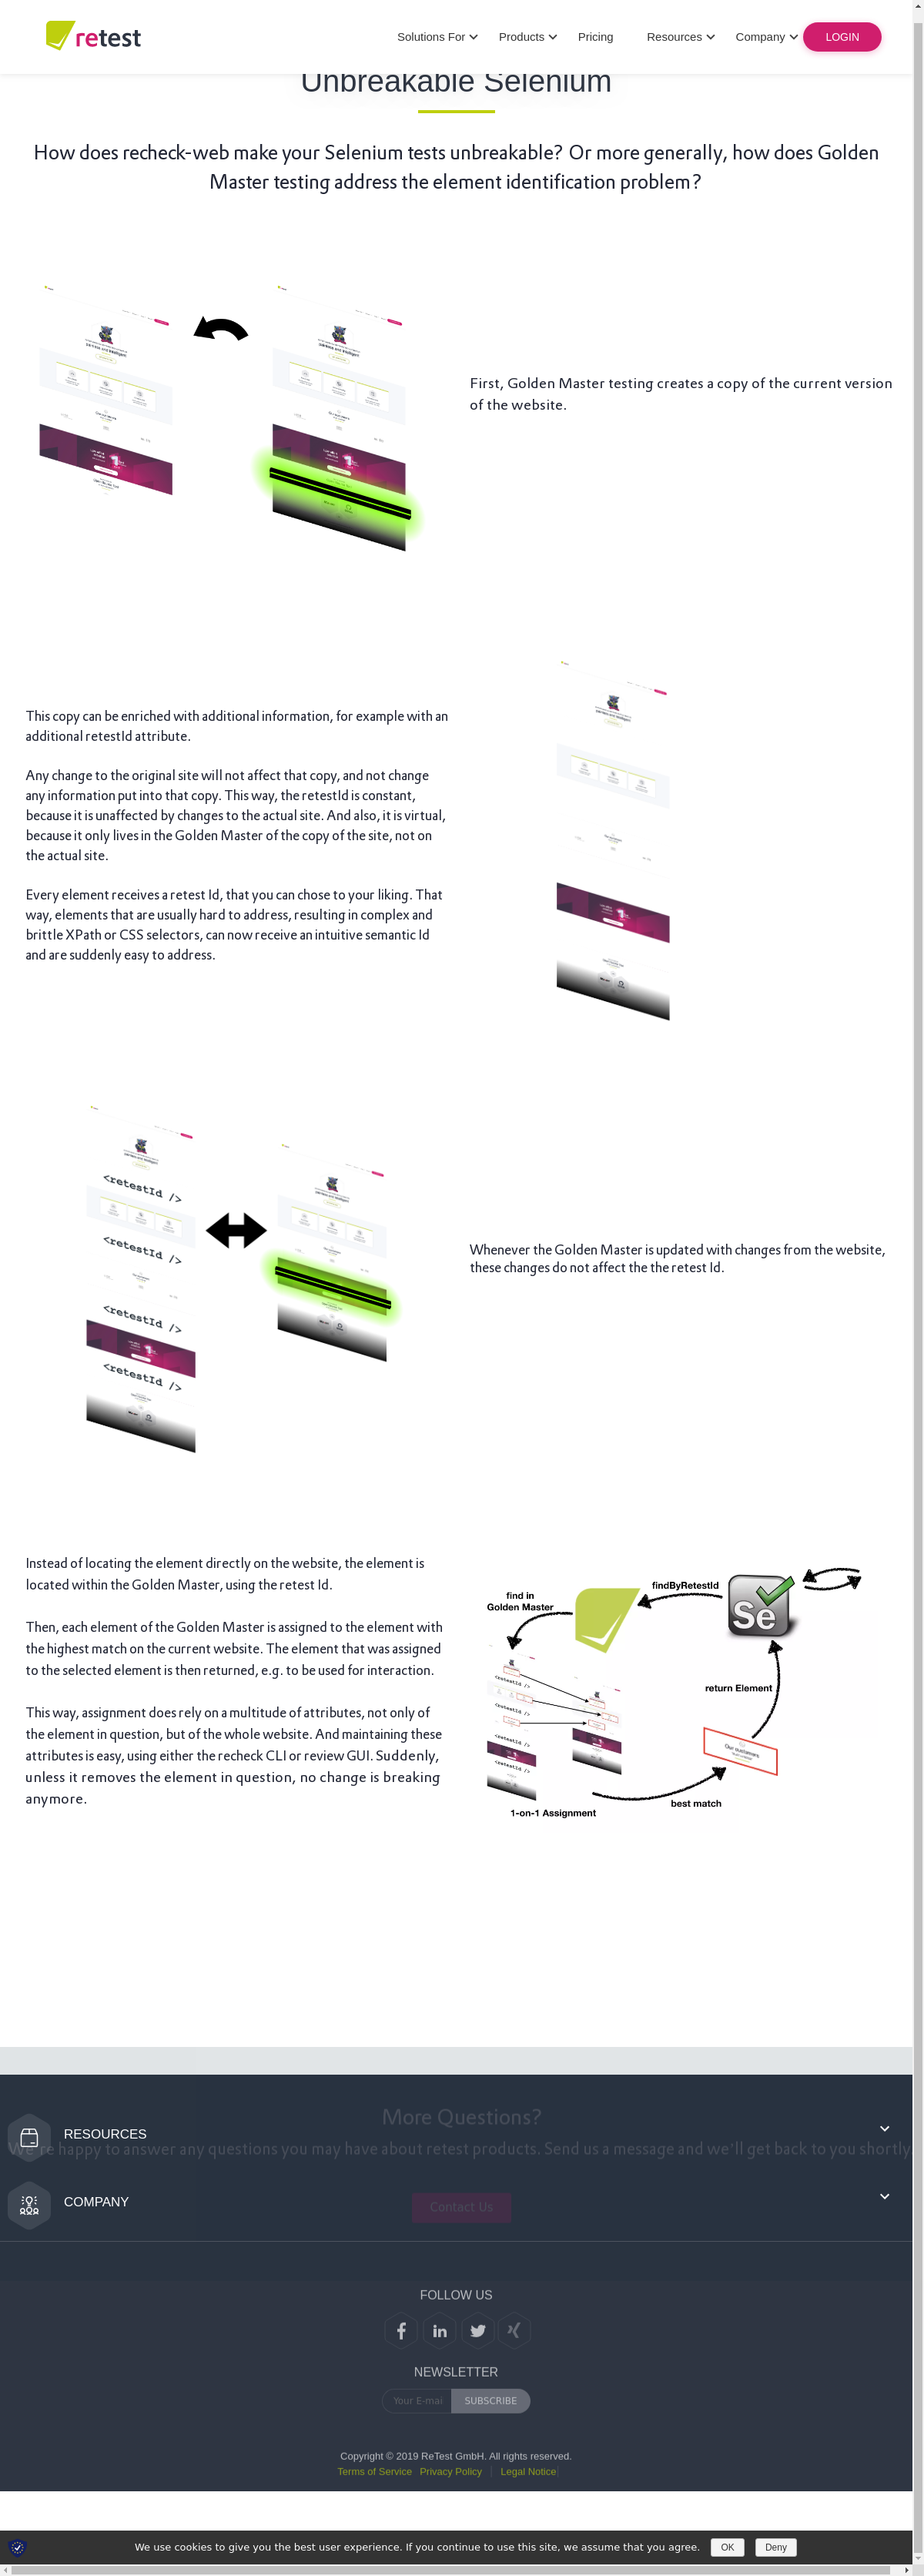 retest
Solutions For
Products
Pricing
Resources
Company
LOGIN
Unbreakable Selenium
How does recheck-web make your Selenium tests unbreakable? Or more generally, how does Golden
Master testing address the element identification problem?
First, Golden Master testing creates a copy of the current version
of the website.
This copy can be enriched with additional information, for example with an
additional retestId attribute.
Any change to the original site will not affect that copy, and not change
any information put into that copy. This way, the retestId is constant,
because it is unaffected by changes to the actual site. And also, it is virtual,
because it only lives in the Golden Master of the copy of the site, not on
the actual site.
Every element receives a retest Id, that you can chose to your liking. That
way, elements that are usually hard to address, resulting in complex and
brittle XPath or CSS selectors, can now receive an intuitive semantic Id
and are suddenly easy to address.
<retestId />
<retestId />
<retestId />
<retestId />
Whenever the Golden Master is updated with changes from the website,
these changes do not affect the the retest Id.
Instead of locating the element directly on the website, the element is
located within the Golden Master, using the retest Id.
Then, each element of the Golden Master is assigned to the element with
the highest match on the current website. The element that was assigned
to the selected element is then returned, e.g. to be used for interaction.
This way, assignment does rely on a multitude of attributes, not only of
the element in question, but of the whole website. And maintaining these
attributes is easy, using either the recheck CLI or review GUI. Suddenly,
unless it removes the element in question, no change is breaking
anymore.
find in
Golden Master
findByRetestId
Se
<retestId />
<retestId />
<retestId />
<retestId />
return Element
Our customers
best match
1-on-1 Assignment
More Questions?
RESOURCES
We're happy to answer any questions you may have about retest products. Send us a message and we'll get back to you shortly.
COMPANY
Contact Us
FOLLOW US
NEWSLETTER
Your E-mai
SUBSCRIBE
Copyright © 2019 ReTest GmbH. All rights reserved.
Terms of Service
Privacy Policy
Legal Notice
We use cookies to give you the best user experience. If you continue to use this site, we assume that you agree.
OK
Deny